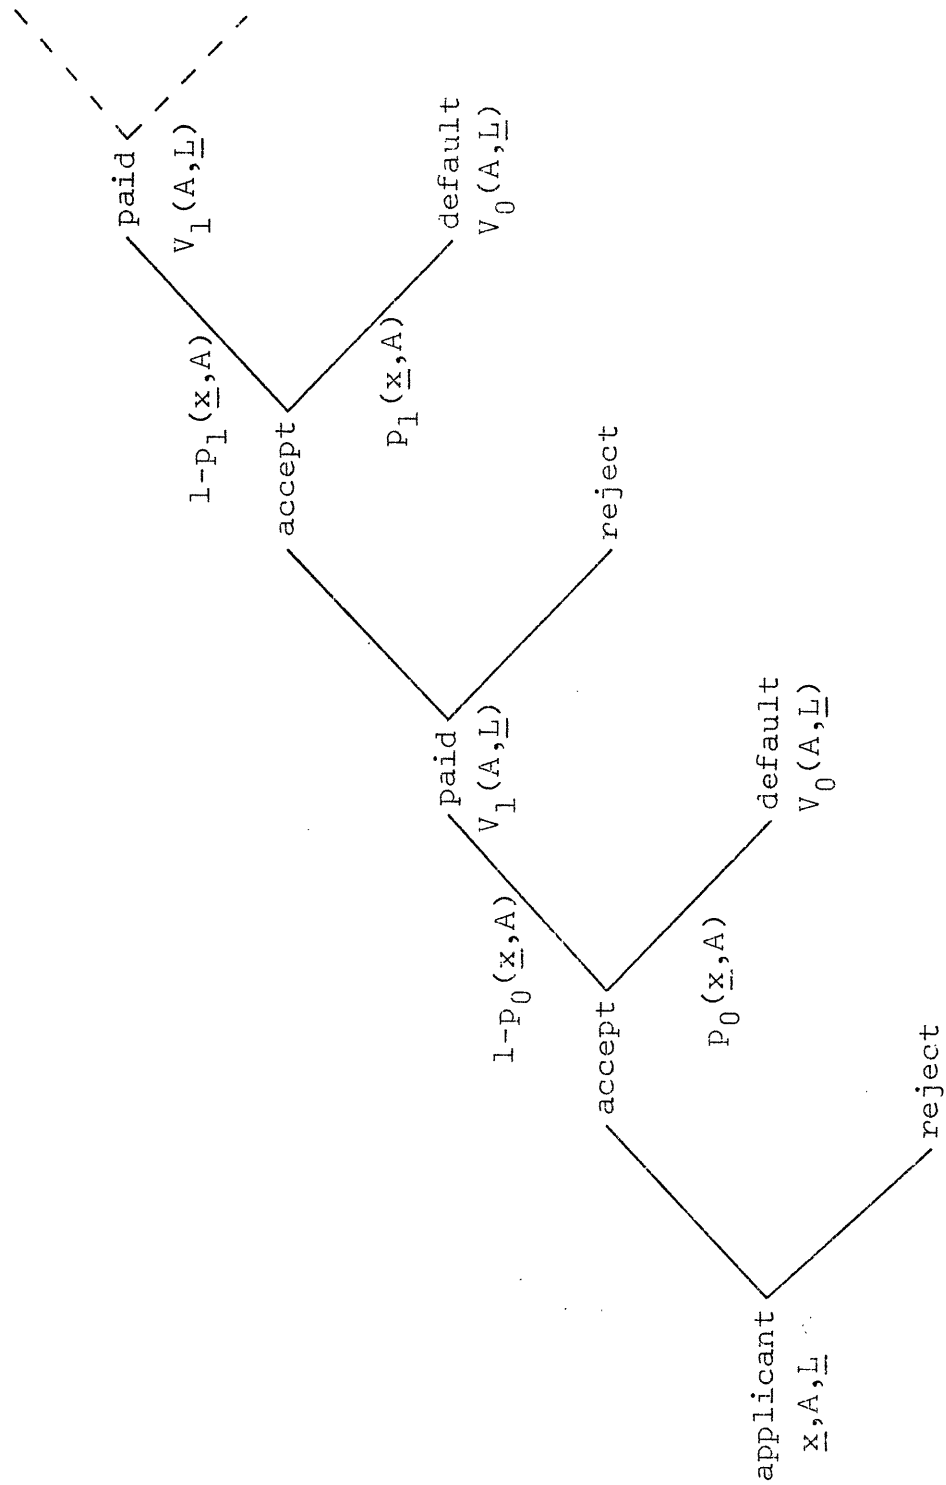 applicant
x̲,A,L̲
accept
reject
1-p₀(x̲,A)
p₀(x̲,A)
paid
V₁(A,L̲)
default
V₀(A,L̲)
accept
reject
1-p₁(x̲,A)
p₁(x̲,A)
paid
V₁(A,L̲)
default
V₀(A,L̲)